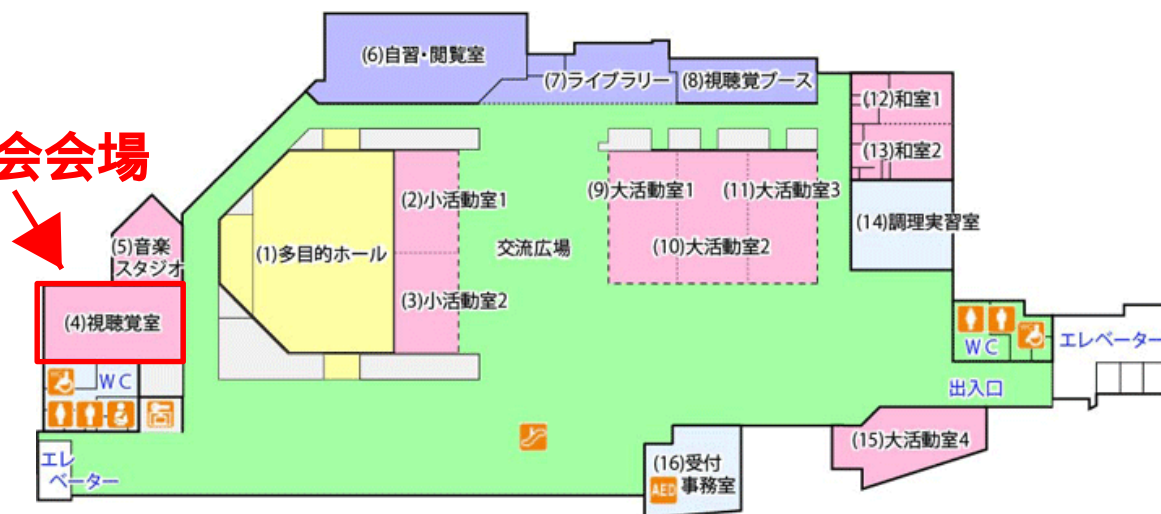 会会場
(6)自習・閲覧室
(7)ライブラリー
(8)視聴覚ブース
(12)和室1
(13)和室2
(14)調理実習室
(2)小活動室1
(9)大活動室1
(11)大活動室3
(10)大活動室2
(1)多目的ホール
交流広場
(3)小活動室2
(5)音楽
スタジオ
(4)視聴覚室
WC
WC
エレベーター
出入口
(15)大活動室4
(16)受付
AED 事務室
エレ
ベーター